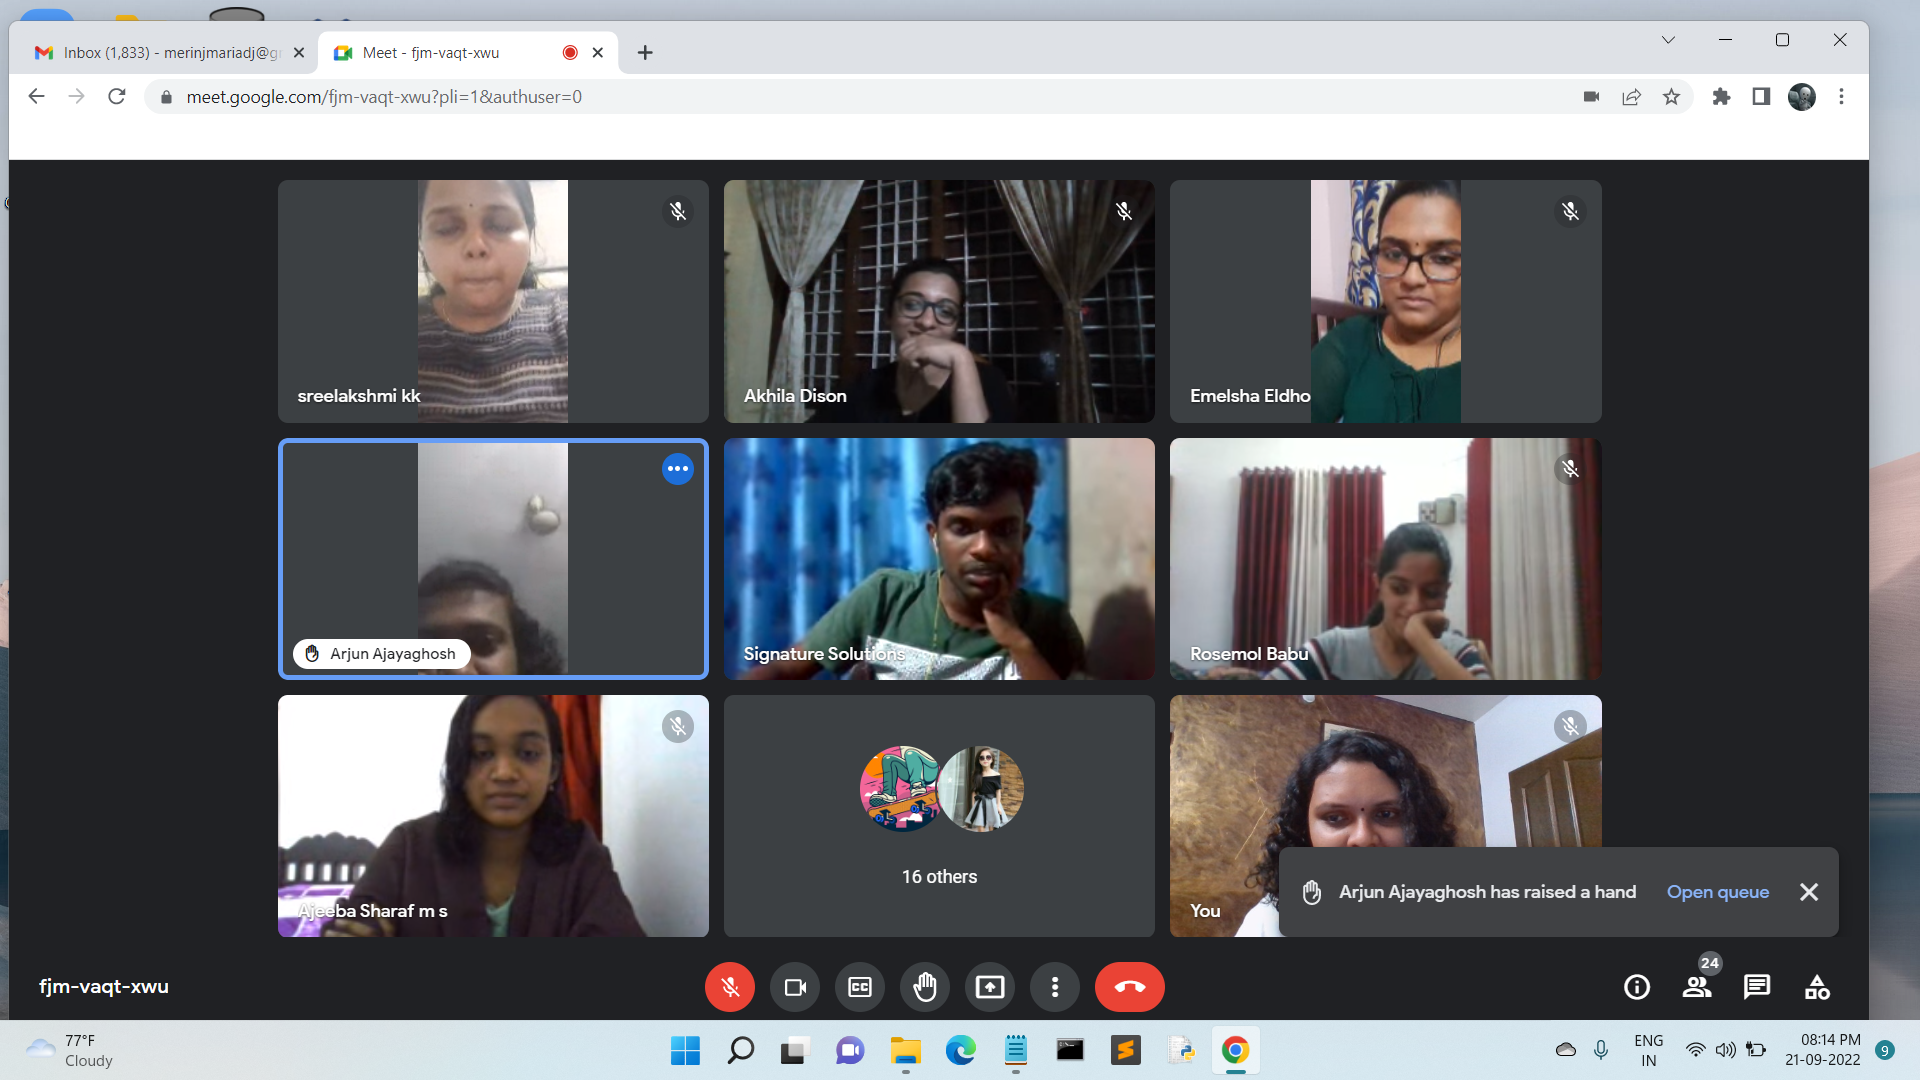 Inbox (1,833) - merinjmariadj@g
Meet - fjm-vaqt-xwu
meet.google.com/fjm-vaqt-xwu?pli=1&authuser=0
sreelakshmi kk
Akhila Dison
Emelsha Eldho
Arjun Ajayaghosh
Signature Solutions
Rosemol Babu
Ajeeba Sharaf m s
16 others
You
Arjun Ajayaghosh has raised a hand
Open queue
fjm-vaqt-xwu
CC
24
77°F
Cloudy
ENG
IN
08:14 PM
21-09-2022
9